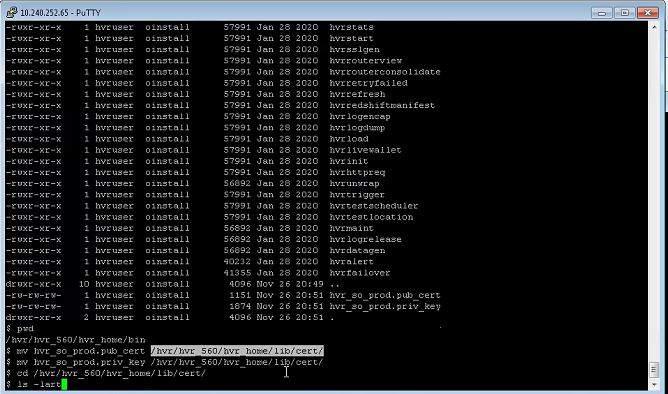 10.240.252.65 - PuTTY
-rwxr-xr-x 1 hvruser oinstall 57991 Jan 28 2020 hvrstats
-rwxr-xr-x 1 hvruser oinstall 57991 Jan 28 2020 hvrstart
-rwxr-xr-x 1 hvruser oinstall 57991 Jan 28 2020 hvrsslgen
-rwxr-xr-x 1 hvruser oinstall 57991 Jan 28 2020 hvrrouterview
-rwxr-xr-x 1 hvruser oinstall 57991 Jan 28 2020 hvrrouterconsolidate
-rwxr-xr-x 1 hvruser oinstall 57991 Jan 28 2020 hvrretryfailed
-rwxr-xr-x 1 hvruser oinstall 57991 Jan 28 2020 hvrrefresh
-rwxr-xr-x 1 hvruser oinstall 57991 Jan 28 2020 hvrredshiftmanifest
-rwxr-xr-x 1 hvruser oinstall 57991 Jan 28 2020 hvrlogencap
-rwxr-xr-x 1 hvruser oinstall 57991 Jan 28 2020 hvrlogdump
-rwxr-xr-x 1 hvruser oinstall 57991 Jan 28 2020 hvrload
-rwxr-xr-x 1 hvruser oinstall 57991 Jan 28 2020 hvrlivewallet
-rwxr-xr-x 1 hvruser oinstall 57991 Jan 28 2020 hvrinit
-rwxr-xr-x 1 hvruser oinstall 57991 Jan 28 2020 hvrhttpreq
-rwxr-xr-x 1 hvruser oinstall 56892 Jan 28 2020 hvrunwrap
-rwxr-xr-x 1 hvruser oinstall 57991 Jan 28 2020 hvrtrigger
-rwxr-xr-x 1 hvruser oinstall 57991 Jan 28 2020 hvrtestscheduler
-rwxr-xr-x 1 hvruser oinstall 57991 Jan 28 2020 hvrtestlocation
-rwxr-xr-x 1 hvruser oinstall 56892 Jan 28 2020 hvrmaint
-rwxr-xr-x 1 hvruser oinstall 56892 Jan 28 2020 hvrlogrelease
-rwxr-xr-x 1 hvruser oinstall 56892 Jan 28 2020 hvrdatagen
-rwxr-xr-x 1 hvruser oinstall 40232 Jan 28 2020 hvralert
-rwxr-xr-x 1 hvruser oinstall 41355 Jan 28 2020 hvrfailover
drwxr-xr-x 10 hvruser oinstall 4096 Nov 26 20:49 ..
-rw-rw-rw- 1 hvruser oinstall 1151 Nov 26 20:51 hvr_so_prod.pub_cert
-rw-rw-rw- 1 hvruser oinstall 1874 Nov 26 20:51 hvr_so_prod.priv_key
drwxr-xr-x 2 hvruser oinstall 4096 Nov 26 20:51 .
$ pwd
/hvr/hvr_560/hvr_home/bin
$ mv hvr_so_prod.pub_cert /hvr/hvr_560/hvr_home/lib/cert/
$ mv hvr_so_prod.priv_key /hvr/hvr_560/hvr_home/lib/cert/
$ cd /hvr/hvr_560/hvr_home/lib/cert/
$ ls -lart